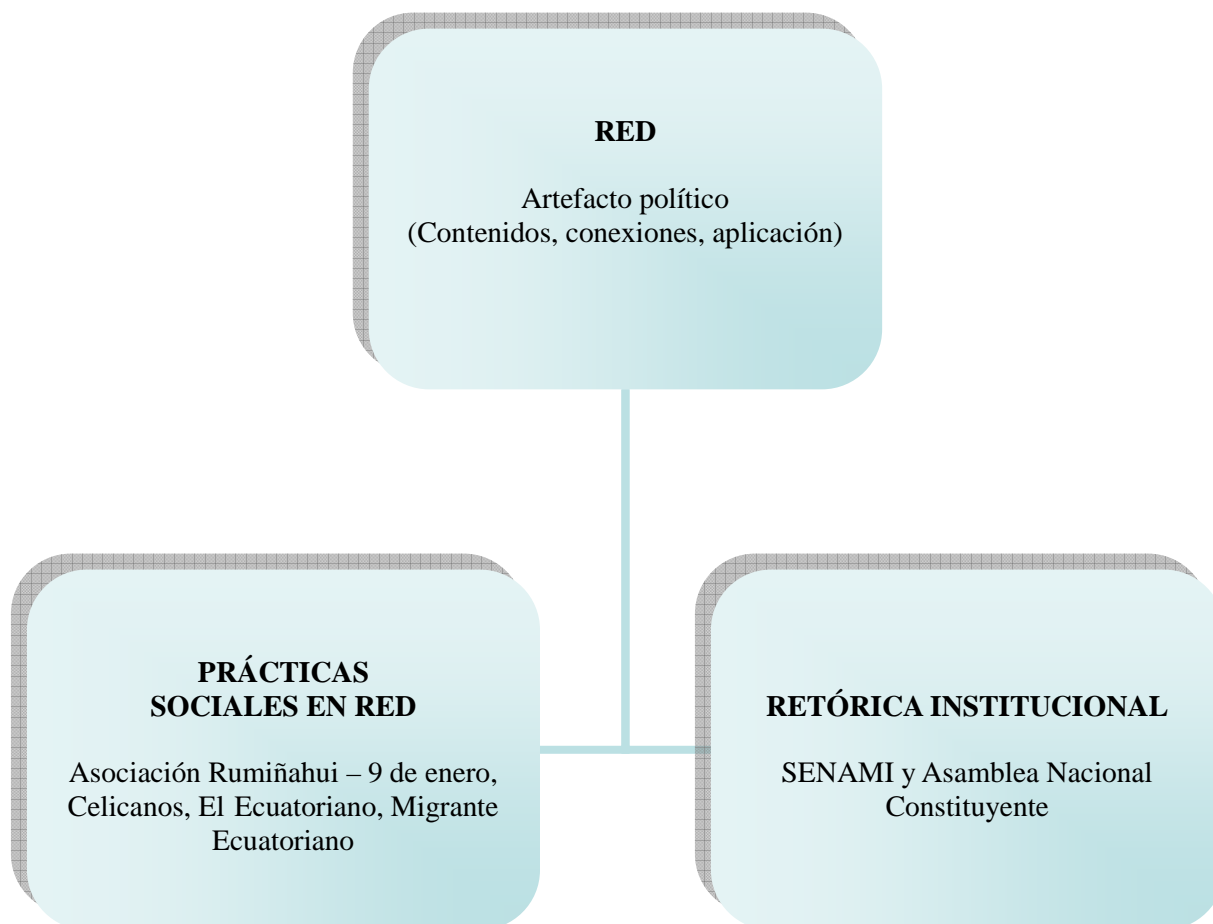 RED
Artefacto político
(Contenidos, conexiones, aplicación)
PRÁCTICAS
SOCIALES EN RED
Asociación Rumiñahui – 9 de enero,
Celicanos, El Ecuatoriano, Migrante
Ecuatoriano
RETÓRICA INSTITUCIONAL
SENAMI y Asamblea Nacional
Constituyente